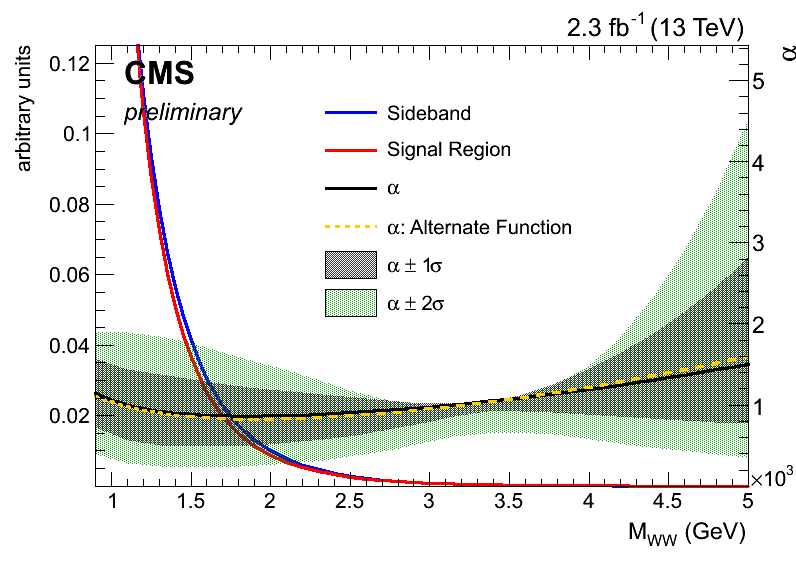 2.3 fb-1 (13 TeV)
arbitrary units
α
CMS
preliminary
Sideband
Signal Region
α
α: Alternate Function
α ± 1σ
α ± 2σ
0.12
0.1
0.08
0.06
0.04
0.02
5
4
3
2
1
×10³
1 1.5 2 2.5 3 3.5 4 4.5 5
MWW (GeV)